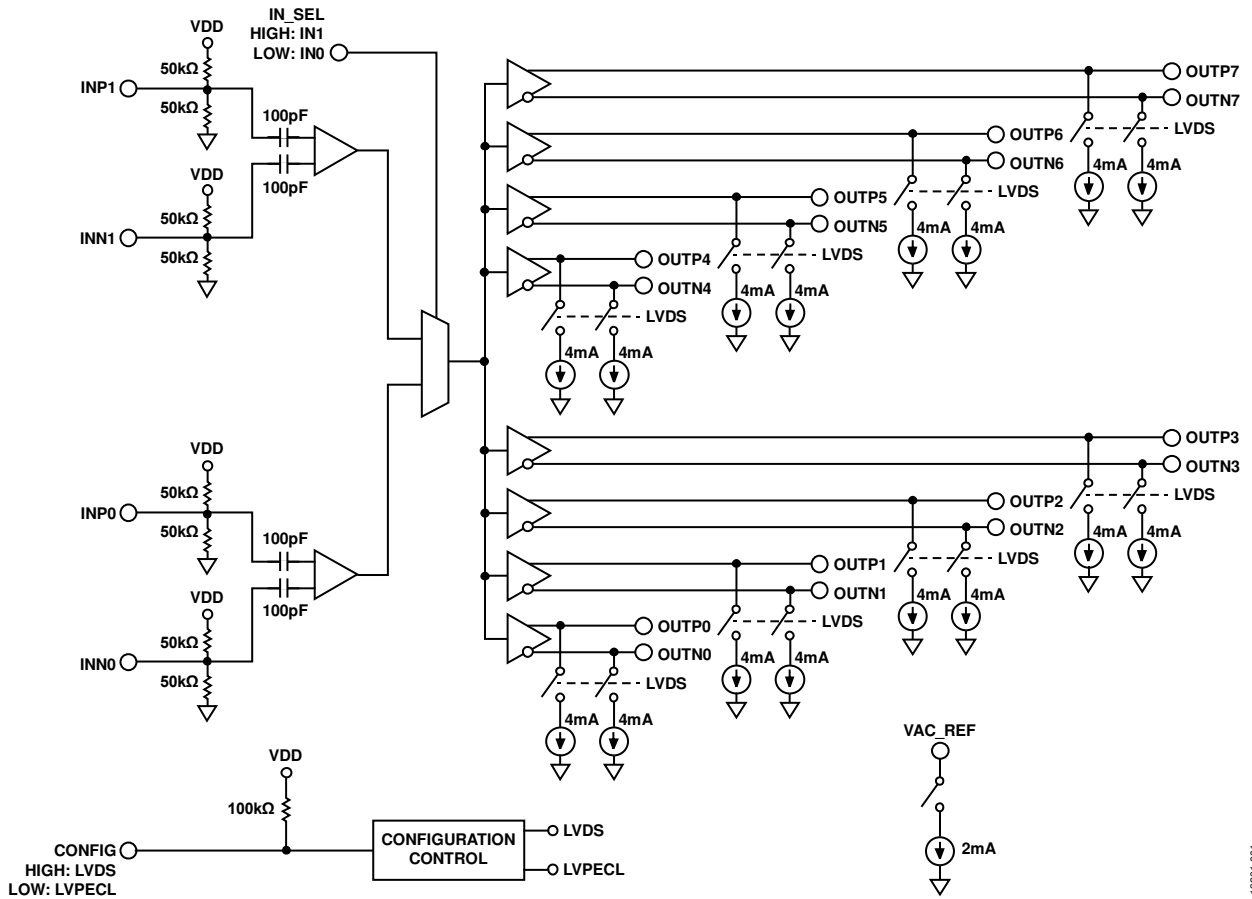 IN_SEL
HIGH: IN1
LOW: IN0
VDD
50kΩ
INP1
50kΩ
100pF
100pF
VDD
50kΩ
INN1
50kΩ
OUTP7
OUTN7
LVDS
4mA
4mA
OUTP6
OUTN6
LVDS
4mA
4mA
OUTP5
OUTN5
LVDS
4mA
4mA
OUTP4
OUTN4
LVDS
4mA
4mA
VDD
50kΩ
INP0
50kΩ
100pF
100pF
VDD
50kΩ
INN0
50kΩ
OUTP3
OUTN3
LVDS
4mA
4mA
OUTP2
OUTN2
LVDS
4mA
4mA
OUTP1
OUTN1
LVDS
4mA
4mA
OUTP0
OUTN0
LVDS
4mA
4mA
VDD
100kΩ
CONFIG
HIGH: LVDS
LOW: LVPECL
CONFIGURATION
CONTROL
LVDS
LVPECL
VAC_REF
2mA